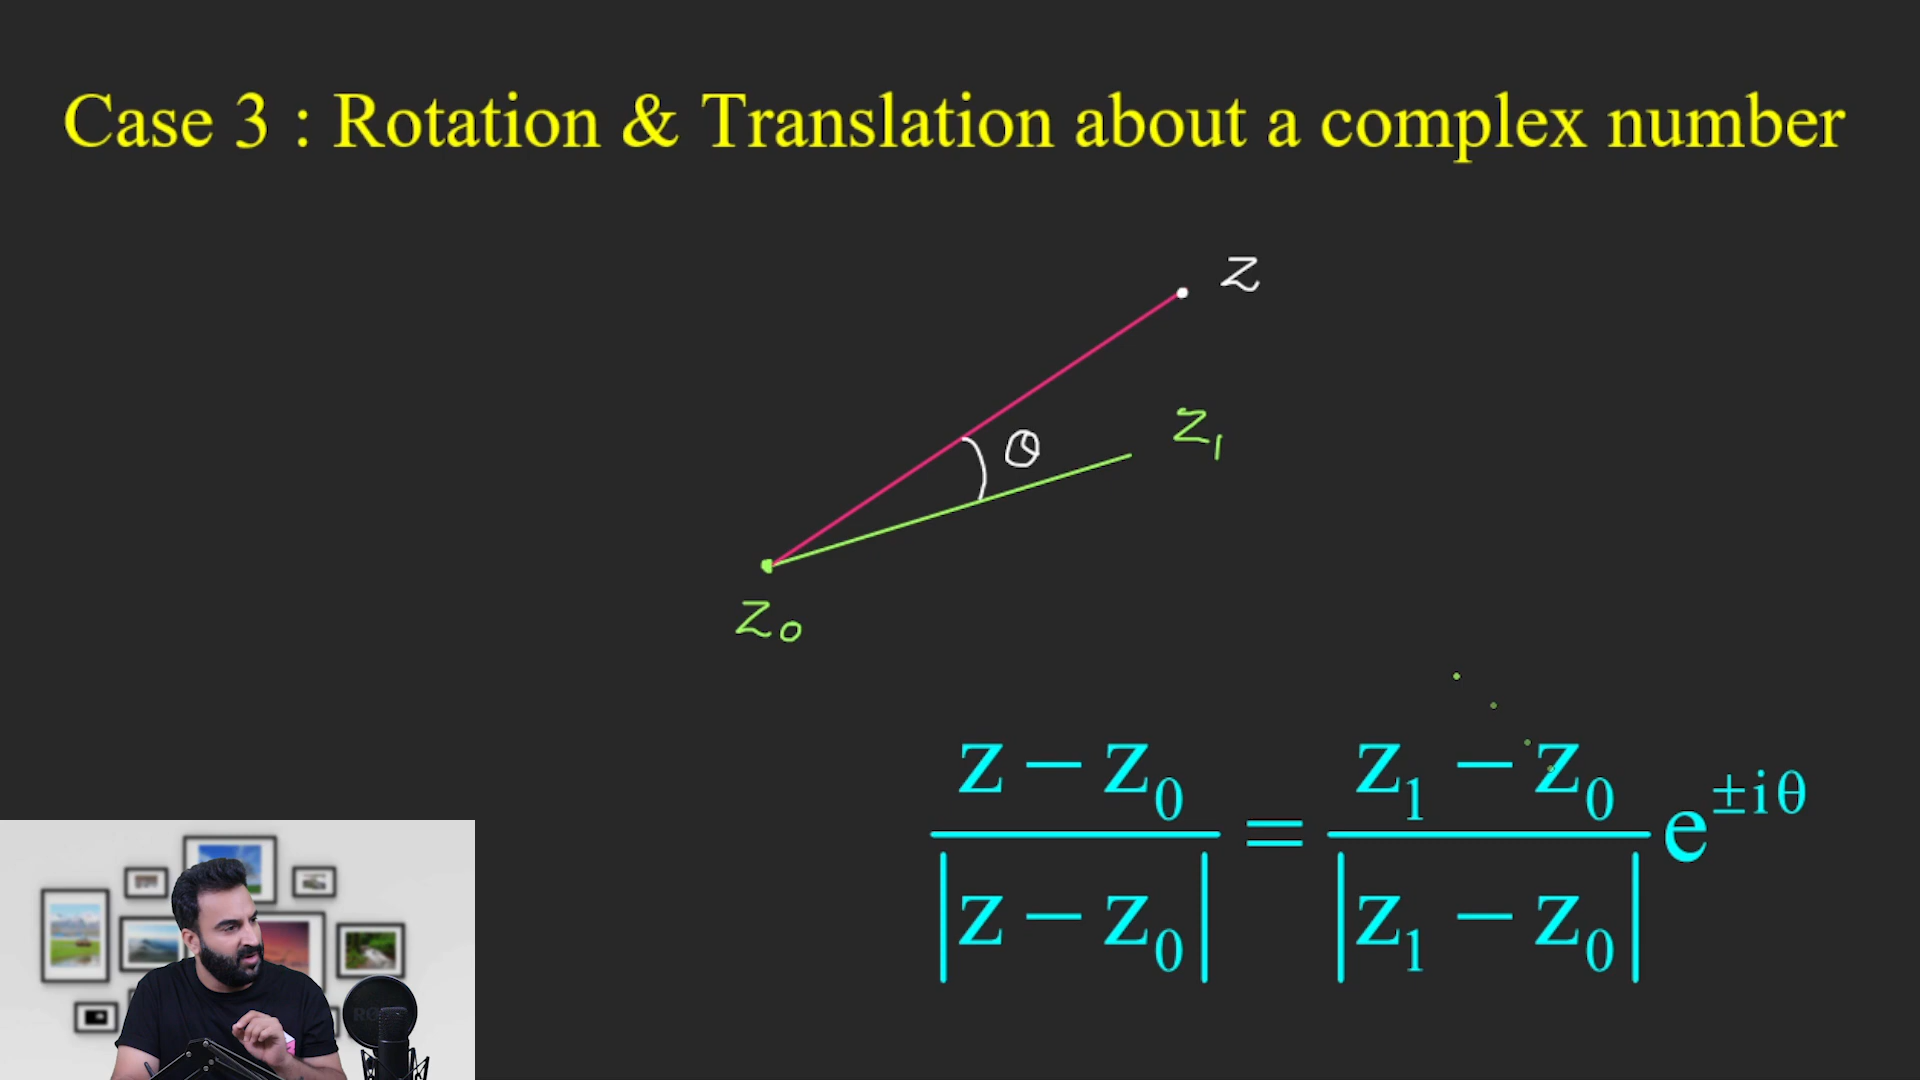 Case 3 : Rotation & Translation about a complex number
z
z₁
θ
z₀
z − z₀ / |z − z₀| = z₁ − z₀ / |z₁ − z₀| e^±iθ